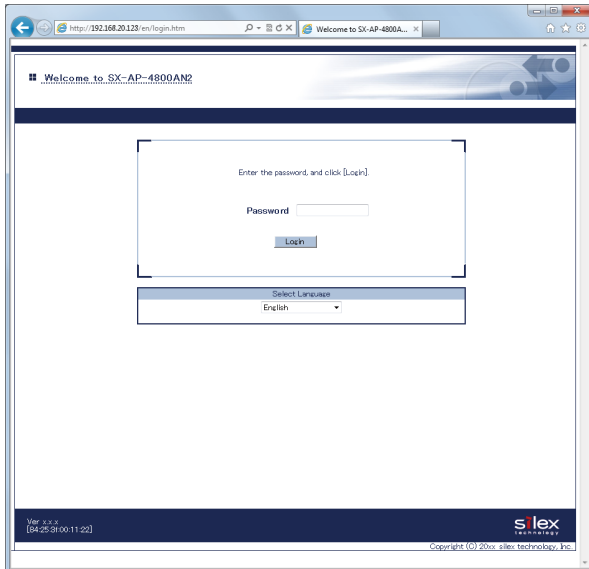 http://192.168.20.123/en/login.htm
Welcome to SX-AP-4800A...
Welcome to SX-AP-4800AN2
Enter the password, and click [Login].
Password
Login
Select Language
English
Ver x.x.x
[84:25:3f:00:11:22]
silex
technology
Copyright (C) 20xx silex technology, Inc.